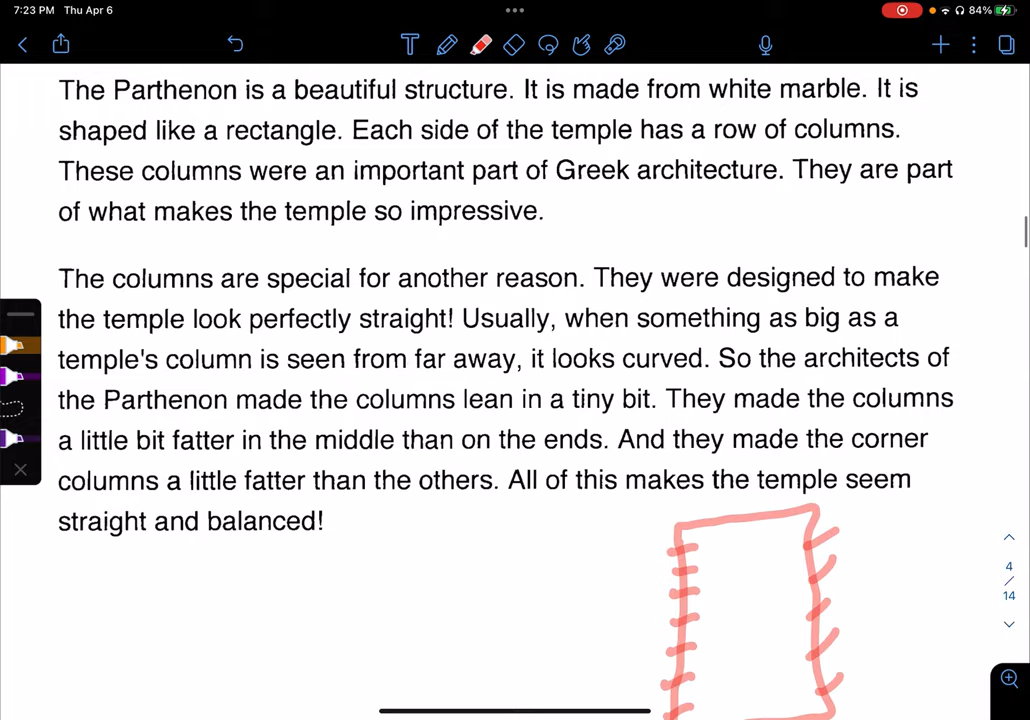 7:23 PM Thu Apr 6
84%
The Parthenon is a beautiful structure. It is made from white marble. It is
shaped like a rectangle. Each side of the temple has a row of columns.
These columns were an important part of Greek architecture. They are part
of what makes the temple so impressive.
The columns are special for another reason. They were designed to make
the temple look perfectly straight! Usually, when something as big as a
temple's column is seen from far away, it looks curved. So the architects of
the Parthenon made the columns lean in a tiny bit. They made the columns
a little bit fatter in the middle than on the ends. And they made the corner
columns a little fatter than the others. All of this makes the temple seem
straight and balanced!
4
/
14